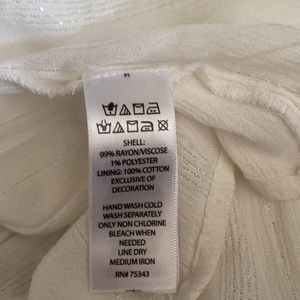 SHELL:
99% RAYON/VISCOSE
1% POLYESTER
LINING: 100% COTTON
EXCLUSIVE OF
DECORATION
HAND WASH COLD
WASH SEPARATELY
ONLY NON CHLORINE
BLEACH WHEN
NEEDED
LINE DRY
MEDIUM IRON
RN# 75343